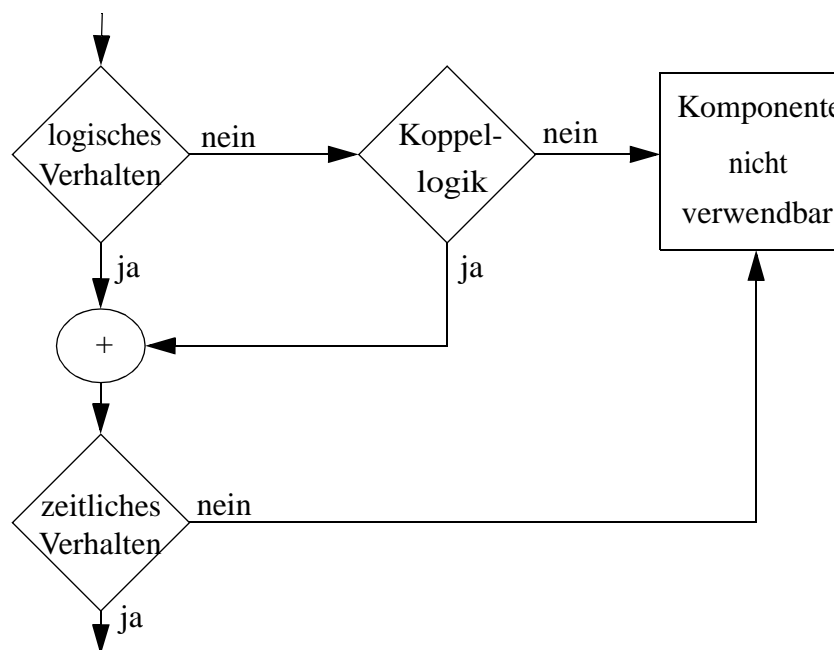 logisches
Verhalten
nein
Koppel-
logik
nein
Komponente
nicht
verwendbar
ja
ja
+
zeitliches
Verhalten
nein
ja